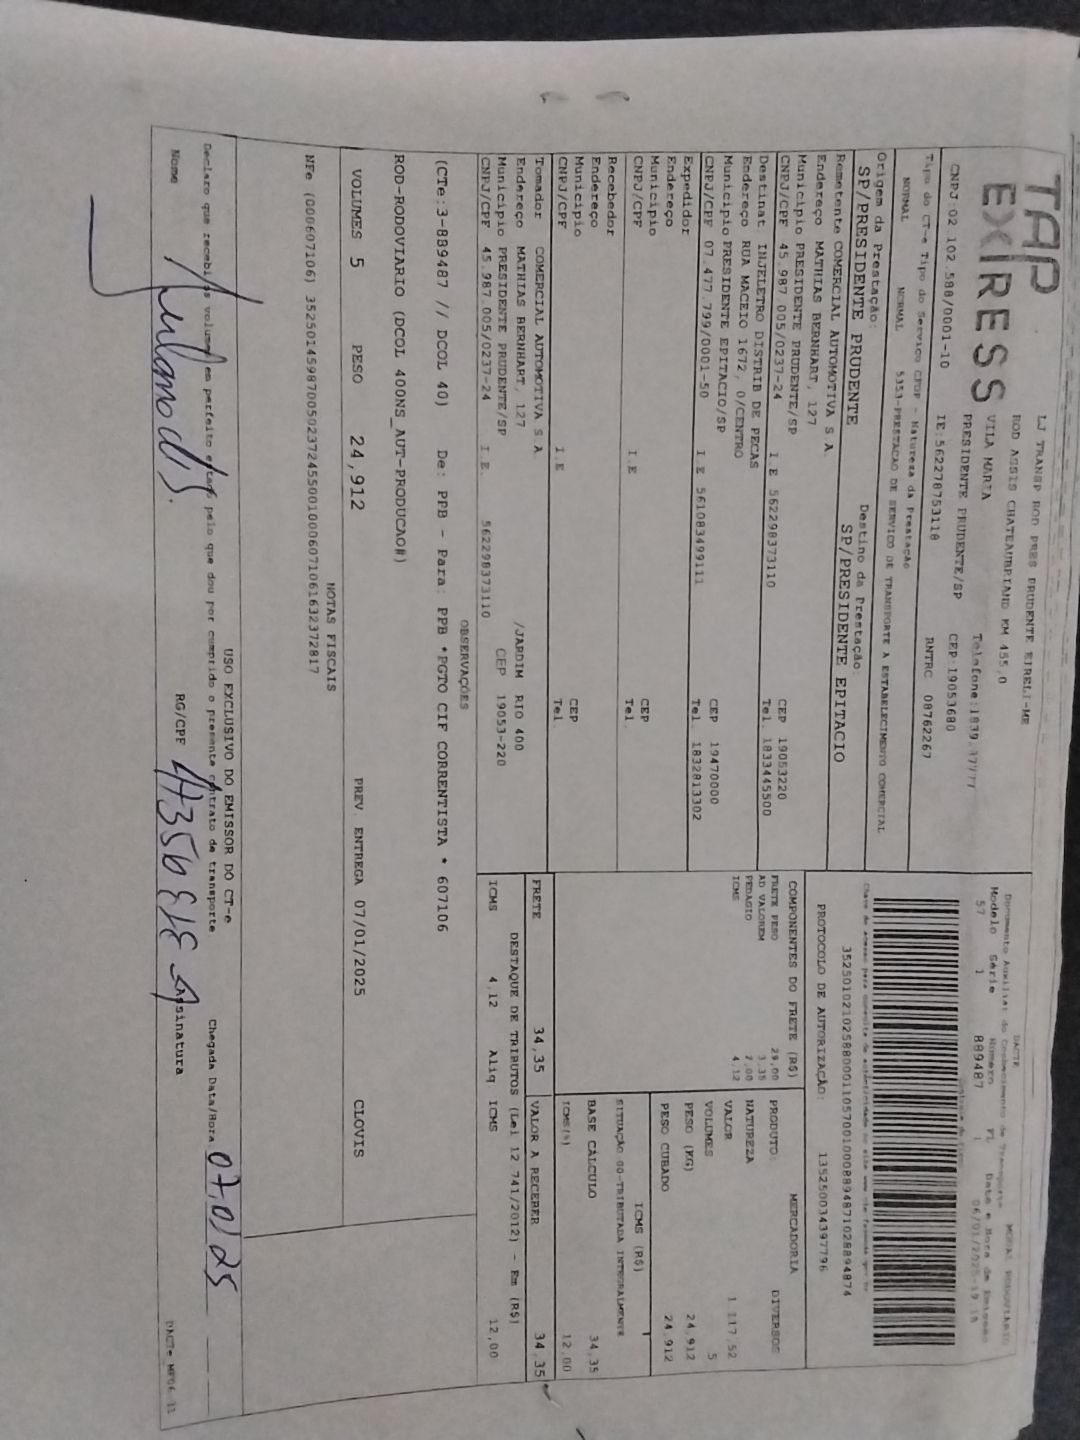 TAP
EXPRESS
LJ TRANSP ROD PRES PRUDENTE EIRELI-ME
ROD ASSIS CHATEAUBRIAND KM 455,0
VILA MARIA
PRESIDENTE PRUDENTE/SP CEP:19053680
CNPJ:02.102.588/0001-10 IE:562278753118 RNTRC 08762267
DACTE
Documento Auxiliar do Conhecimento de Transporte
MODAL RODOVIARIO
Modelo Série Número FL Data e Hora de Emissão
57 1 889487 1 06/01/2025-19:18
Tipo do CT-e Tipo do Serviço CFOP - Natureza da Prestação
NORMAL NORMAL 5353-PRESTACAO DE SERVICO DE TRANSPORTE A ESTABELECIMENTO COMERCIAL
Origem da Prestação: Destino da Prestação:
SP/PRESIDENTE PRUDENTE SP/PRESIDENTE EPITACIO
35250102102588000110570010008894871028894874
PROTOCOLO DE AUTORIZAÇÃO: 135250034397796
Remetente COMERCIAL AUTOMOTIVA S.A.
Endereço MATHIAS BERNHART, 127
Município PRESIDENTE PRUDENTE/SP CEP 19053220
CNPJ/CPF 45.987.005/0237-24 I.E 562298373110 Tel. 1833445500
Destinat INJELETRO DISTRIB DE PECAS
Endereço RUA MACEIO 1672, 0/CENTRO
Município PRESIDENTE EPITACIO/SP CEP 19470000
CNPJ/CPF 07.477.799/0001-50 I.E 561083499111 Tel. 1832813302
Expedidor
Endereço
Município CEP
CNPJ/CPF I.E Tel.
Recebedor
Endereço
Município CEP
CNPJ/CPF I.E Tel.
Tomador COMERCIAL AUTOMOTIVA S.A.
Endereço MATHIAS BERNHART, 127 /JARDIM RIO 400
Município PRESIDENTE PRUDENTE/SP CEP 19053-220
CNPJ/CPF 45.987.005/0237-24 I.E. 562298373110
COMPONENTES DO FRETE (R$)
FRETE PESO 29,00
AD VALOREM 3,35
PEDAGIO 2,00
ICMS 4,12
MERCADORIA
PRODUTO: DIVERSOS
NATUREZA
VALOR 1.117,52
VOLUMES 5
PESO (KG) 24,912
PESO CUBADO 24,912
ICMS (R$)
SITUAÇÃO 00-TRIBUTADA INTEGRALMENTE
BASE CÁLCULO 34,35
ICMS(%) 12,00
FRETE 34,35 VALOR A RECEBER 34,35
DESTAQUE DE TRIBUTOS (Lei 12.741/2012) - Em (R$)
ICMS 4,12 Aliq ICMS 12,00
OBSERVAÇÕES
(CTe:3-889487 // DCOL 40) De: PPB - Para: PPB *PGTO CIF CORRENTISTA * 607106
ROD-RODOVIARIO (DCOL 400NS_AUT-PRODUCAO#)
VOLUMES 5 PESO 24,912 PREV. ENTREGA 07/01/2025 CLOVIS
NOTAS FISCAIS
NFe (000607106) 35250145987005023724550010006071061632372817
USO EXCLUSIVO DO EMISSOR DO CT-e
Declaro que recebi os volumes em perfeito estado pelo que dou por cumprido o presente contrato de transporte Chegada Data/Hora 07,01,25
Nome RG/CPF Assinatura